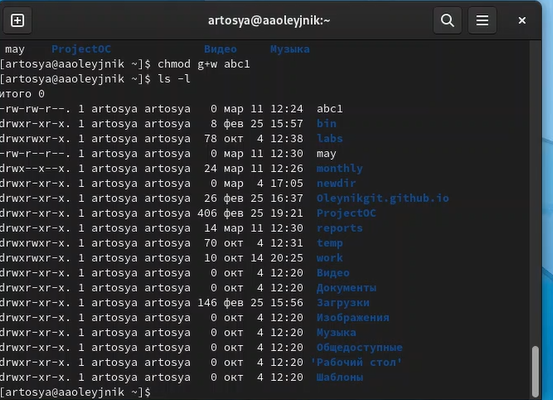 artosya@aaoleyjnik:~
may ProjectOC Видео Музыка
[artosya@aaoleyjnik ~]$ chmod g+w abc1
[artosya@aaoleyjnik ~]$ ls -l
итого 0
-rw-rw-r--. 1 artosya artosya 0 мар 11 12:24 abc1
drwxr-xr-x. 1 artosya artosya 8 фев 25 15:57 bin
drwxrwxr-x. 1 artosya artosya 78 окт 4 12:38 labs
-rw-r--r--. 1 artosya artosya 0 мар 11 12:30 may
drwx--x--x. 1 artosya artosya 24 мар 11 12:26 monthly
drwxr-xr-x. 1 artosya artosya 0 мар 4 17:05 newdir
drwxr-xr-x. 1 artosya artosya 26 фев 25 16:37 Oleynikgit.github.io
drwxr-xr-x. 1 artosya artosya 406 фев 25 19:21 ProjectOC
drwxr-xr-x. 1 artosya artosya 14 мар 11 12:30 reports
drwxrwxr-x. 1 artosya artosya 70 окт 4 12:31 temp
drwxrwxr-x. 1 artosya artosya 10 окт 14 20:25 work
drwxr-xr-x. 1 artosya artosya 0 окт 4 12:20 Видео
drwxr-xr-x. 1 artosya artosya 0 окт 4 12:20 Документы
drwxr-xr-x. 1 artosya artosya 146 фев 25 15:56 Загрузки
drwxr-xr-x. 1 artosya artosya 0 окт 4 12:20 Изображения
drwxr-xr-x. 1 artosya artosya 0 окт 4 12:20 Музыка
drwxr-xr-x. 1 artosya artosya 0 окт 4 12:20 Общедоступные
drwxr-xr-x. 1 artosya artosya 0 окт 4 12:20 'Рабочий стол'
drwxr-xr-x. 1 artosya artosya 0 окт 4 12:20 Шаблоны
[artosya@aaoleyjnik ~]$